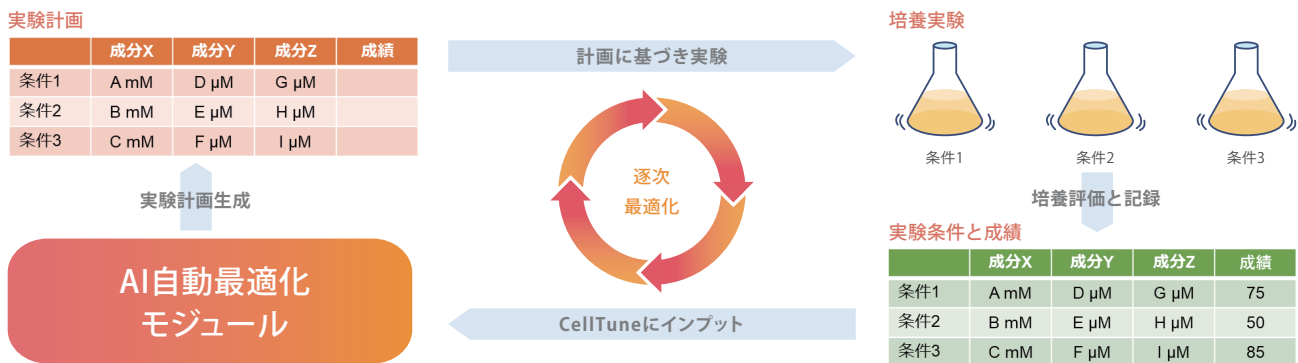 実験計画
成分X 成分Y 成分Z 成績
条件1 A mM D μM G μM
条件2 B mM E μM H μM
条件3 C mM F μM I μM
実験計画生成
AI自動最適化
モジュール
計画に基づき実験
逐次
最適化
CellTuneにインプット
培養実験
条件1 条件2 条件3
培養評価と記録
実験条件と成績
成分X 成分Y 成分Z 成績
条件1 A mM D μM G μM 75
条件2 B mM E μM H μM 50
条件3 C mM F μM I μM 85